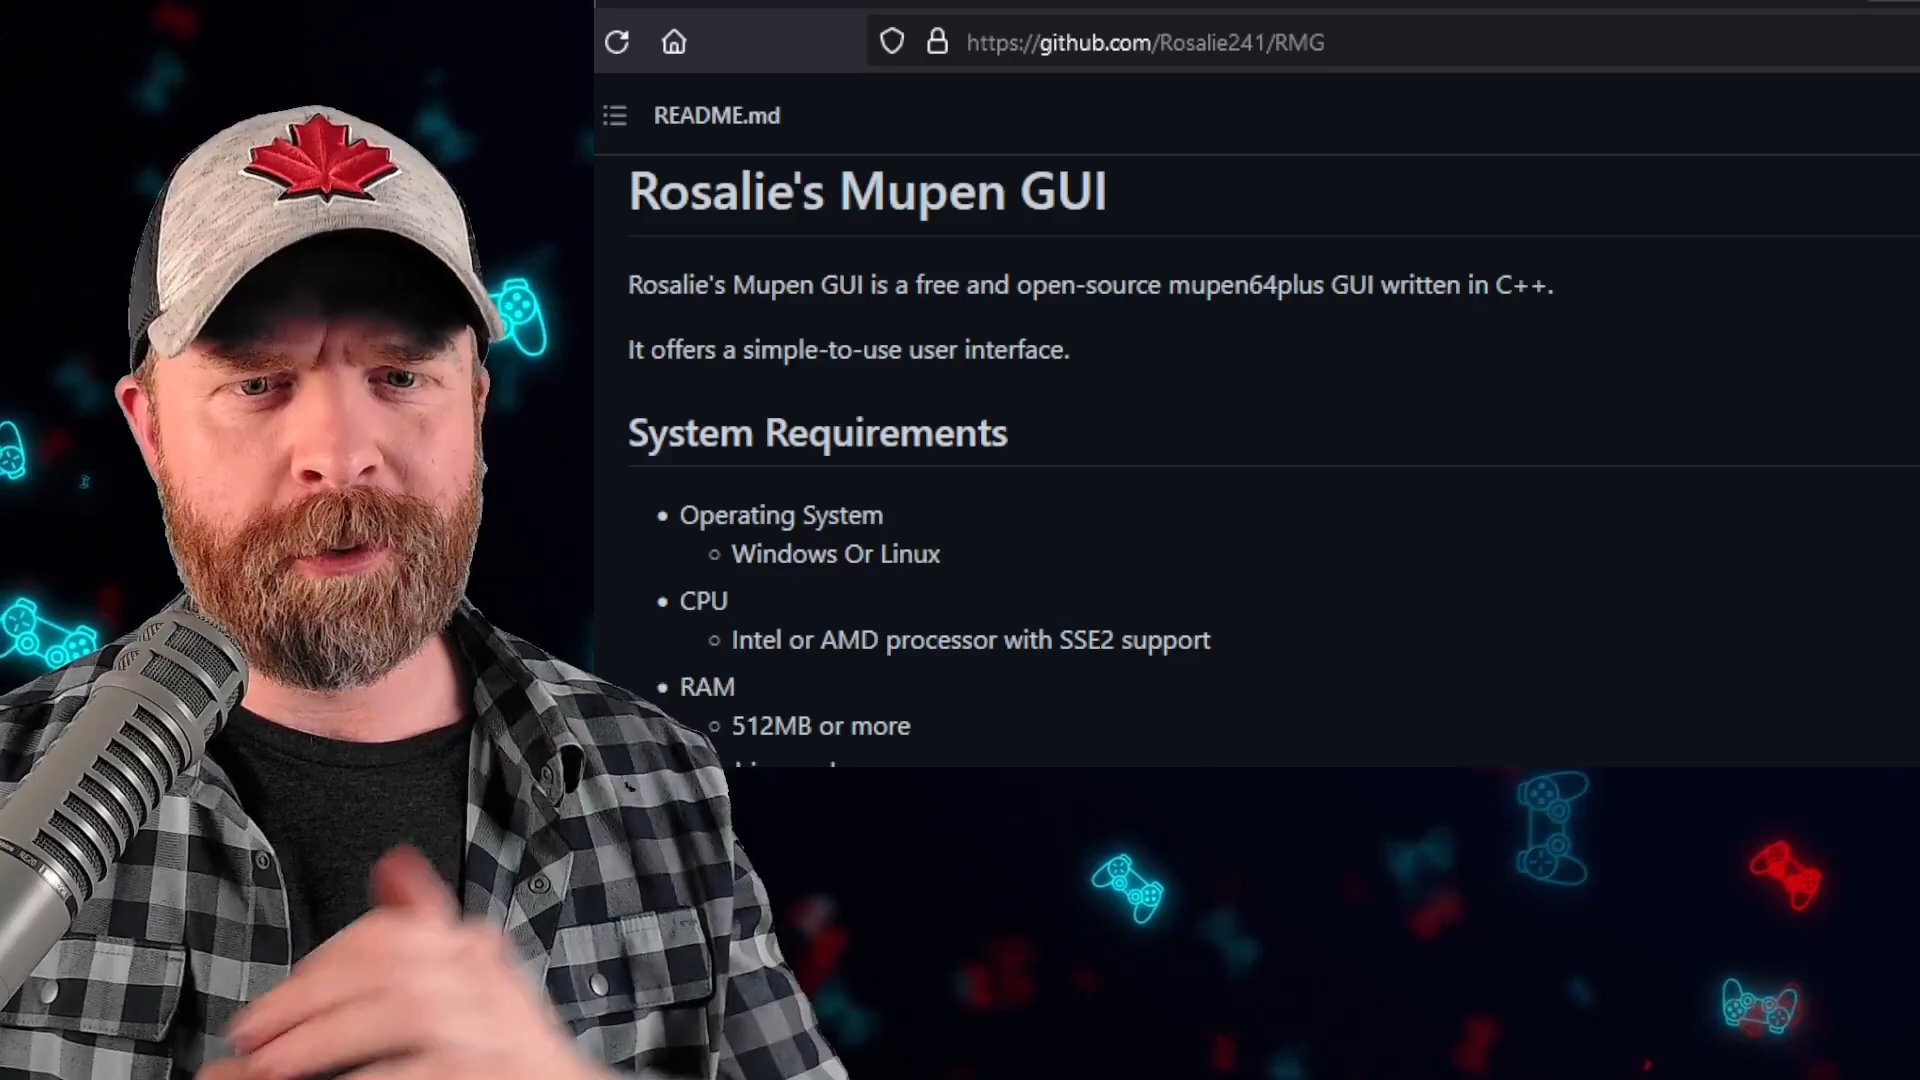 https://github.com/Rosalie241/RMG
README.md
Rosalie's Mupen GUI
Rosalie's Mupen GUI is a free and open-source mupen64plus GUI written in C++.
It offers a simple-to-use user interface.
System Requirements
Operating System
Windows Or Linux
CPU
Intel or AMD processor with SSE2 support
RAM
512MB or more
RE20